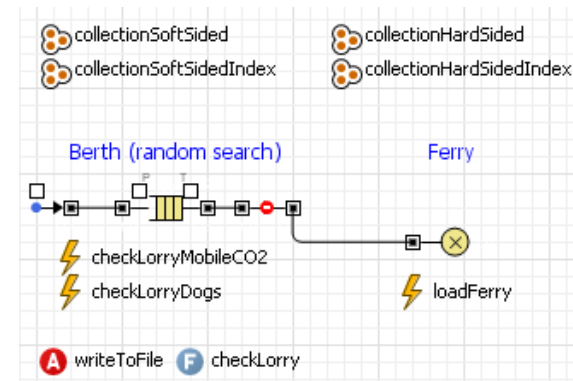 collectionSoftSided collectionHardSided
collectionSoftSidedIndex collectionHardSidedIndex
Berth (random search) Ferry
P T
checkLorryMobileCO2
checkLorryDogs loadFerry
A writeToFile F checkLorry